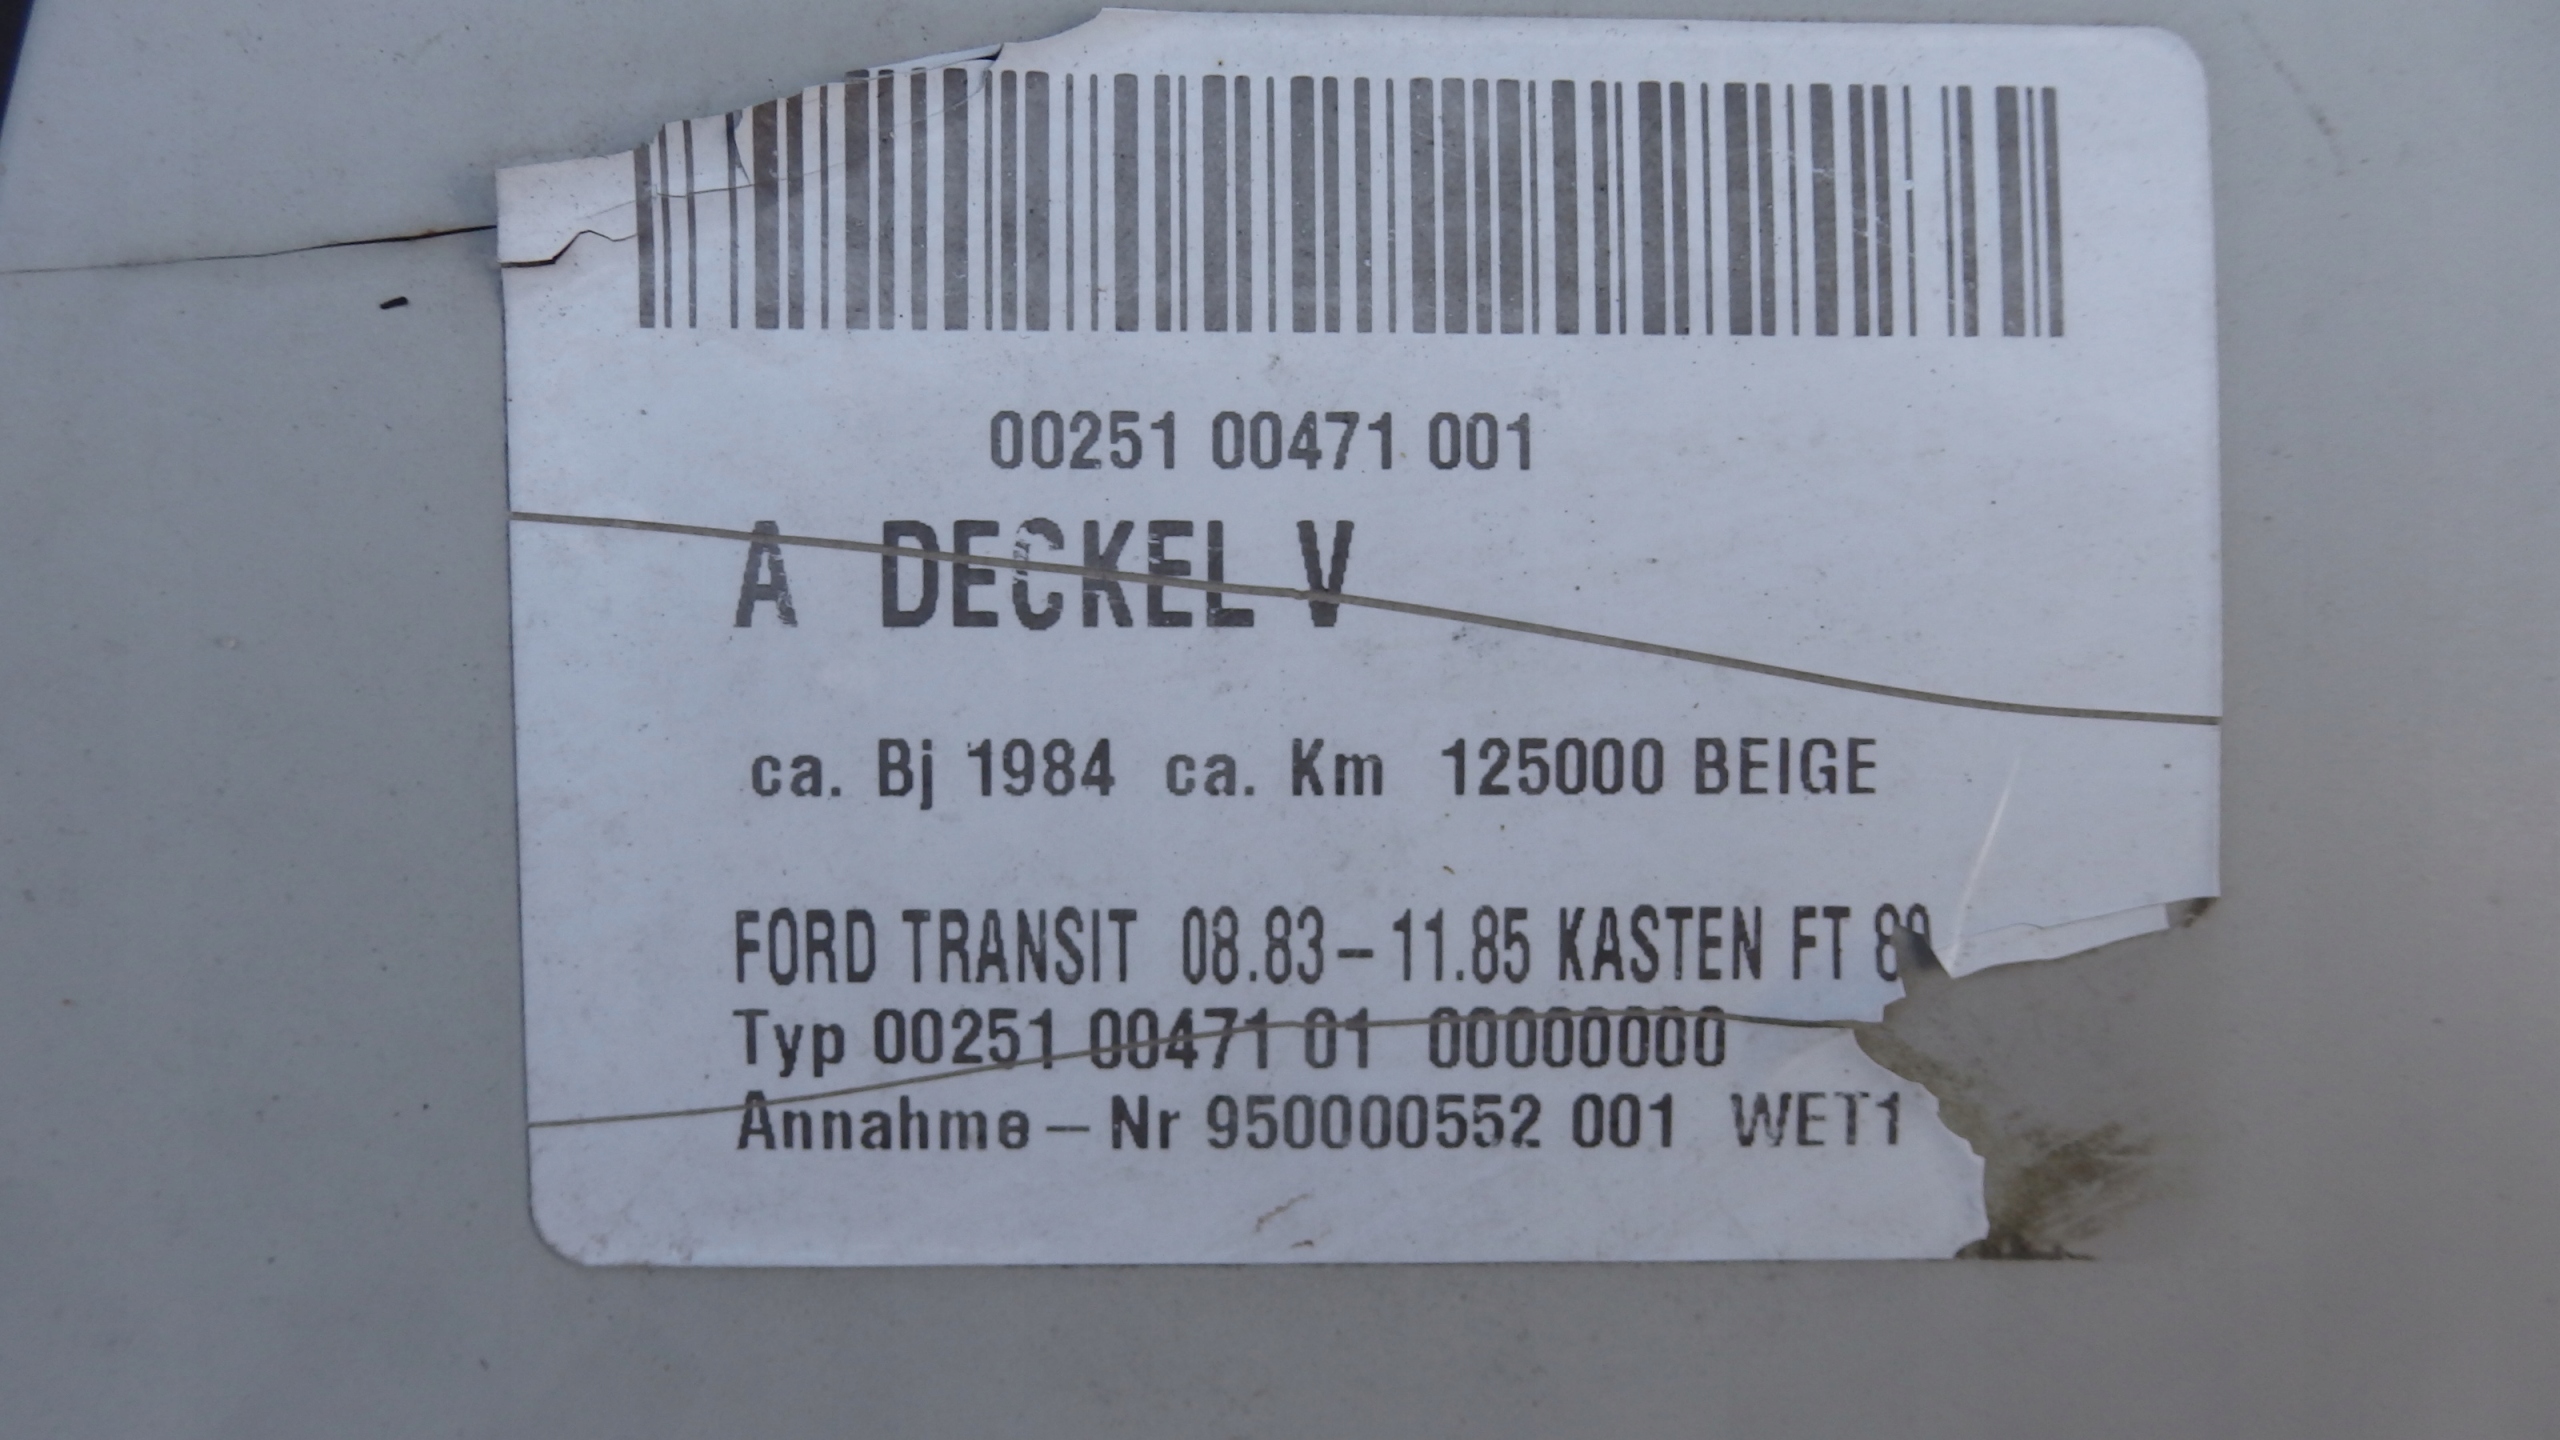 00251 00471 001
A DECKEL V
ca. Bj 1984 ca. Km 125000 BEIGE
FORD TRANSIT 08.83-11.85 KASTEN FT 80
Typ 00251 00471 01 00000000
Annahme-Nr 950000552 001 WET1